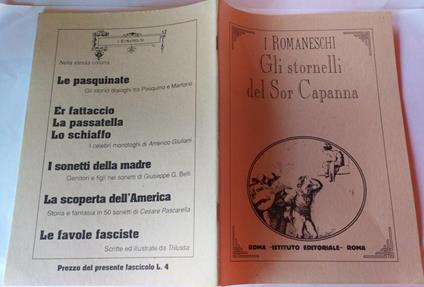 I ROMANESCHI
Nella stessa collana
Le pasquinate
Gli storici dialoghi tra Pasquino e Marforio
Er fattaccio
La passatella
Lo schiaffo
I celebri monologhi di Americo Giuliani
I sonetti della madre
Genitori e figli nei sonetti di Giuseppe G. Belli
La scoperta dell'America
Storia e fantasia in 50 sonetti di Cesare Pascarella
Le favole fasciste
Scritte ed illustrate da Trilussa
Prezzo del presente fascicolo L. 4
I ROMANESCHI
Gli stornelli
del Sor Capanna
ROMA - ISTITUTO EDITORIALE - ROMA